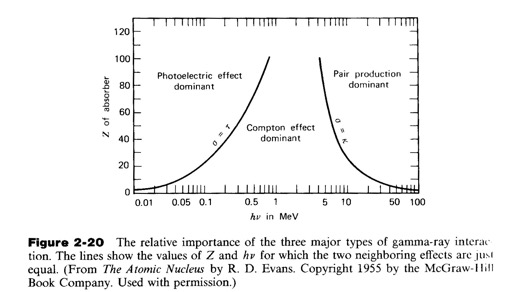 120
100
80
60
40
20
0
Z of absorber
Photoelectric effect
dominant
Pair production
dominant
Compton effect
dominant
σ = τ
σ = κ
0.01 0.05 0.1 0.5 1 5 10 50 100
hν in MeV
Figure 2-20 The relative importance of the three major types of gamma-ray interac-
tion. The lines show the values of Z and hν for which the two neighboring effects are just
equal. (From The Atomic Nucleus by R. D. Evans. Copyright 1955 by the McGraw-Hill
Book Company. Used with permission.)